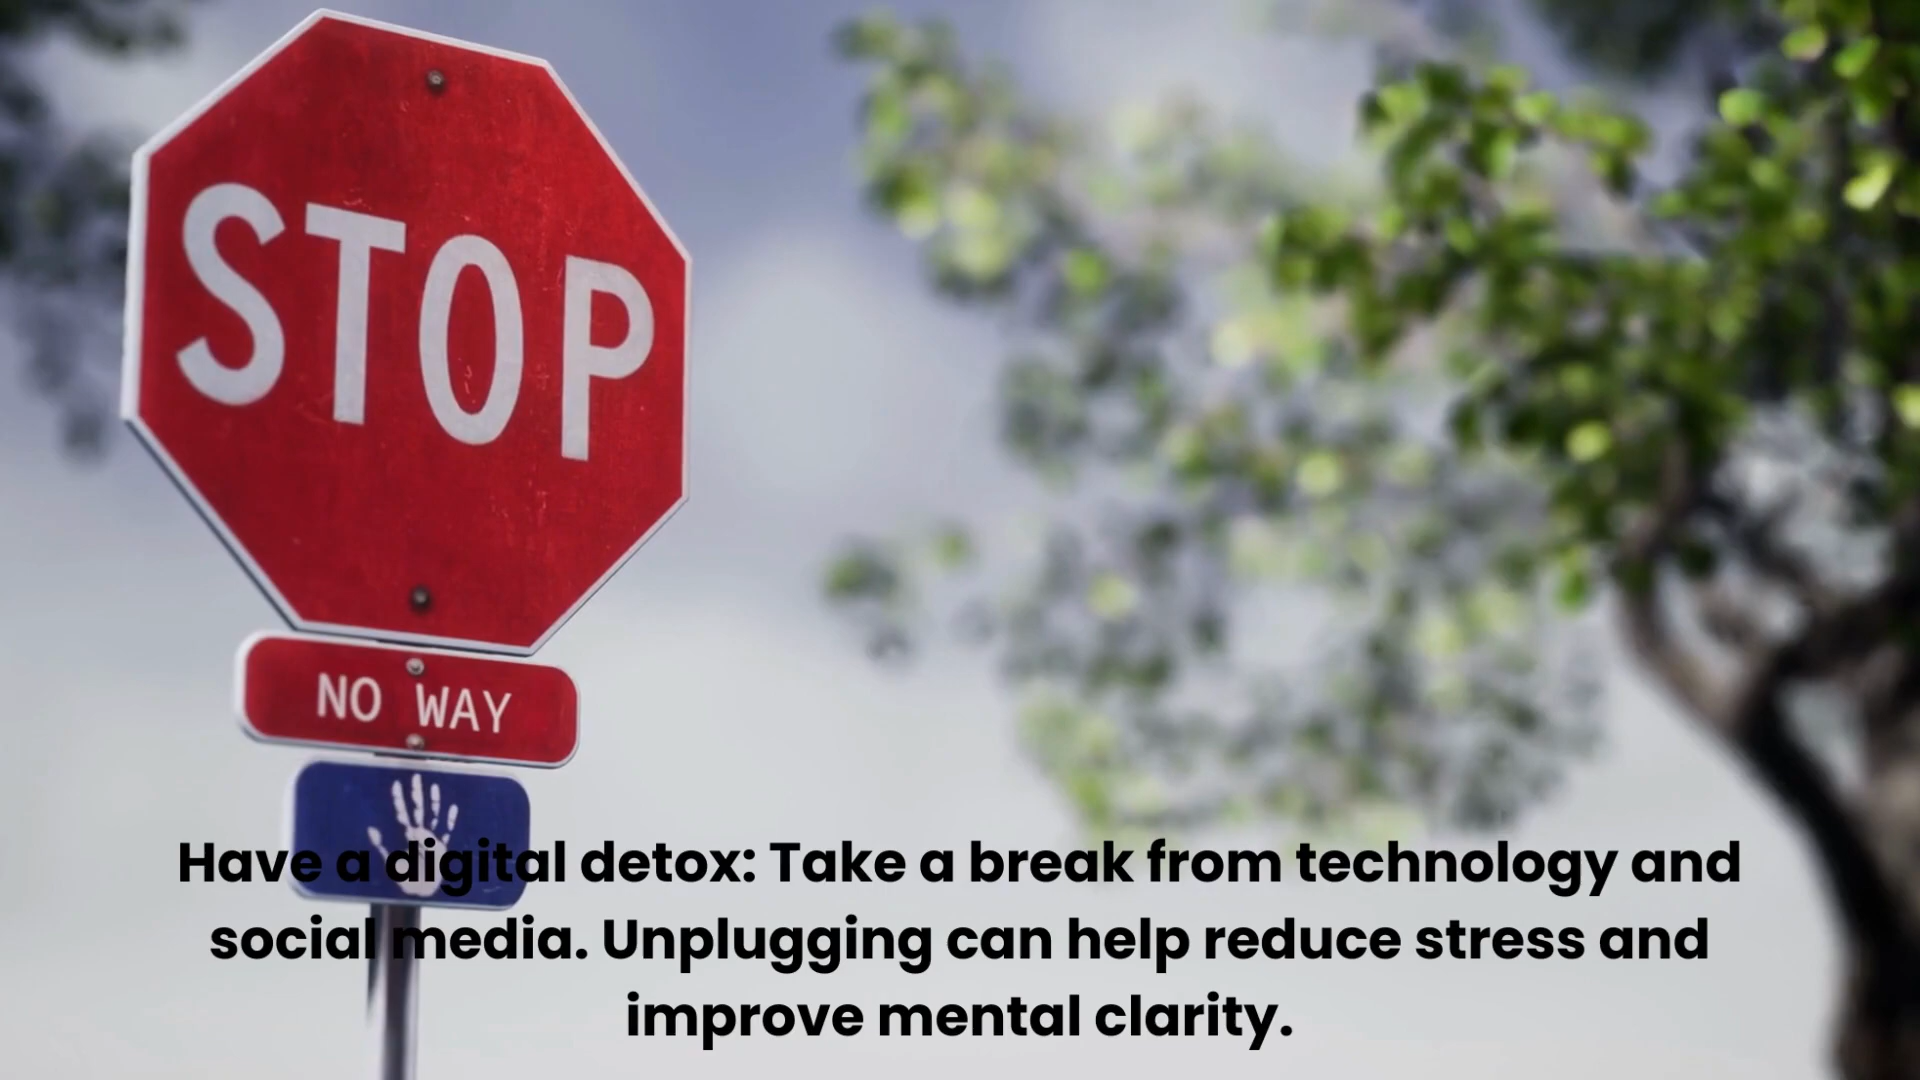 STOP
NO WAY
Have a digital detox: Take a break from technology and
social media. Unplugging can help reduce stress and
improve mental clarity.